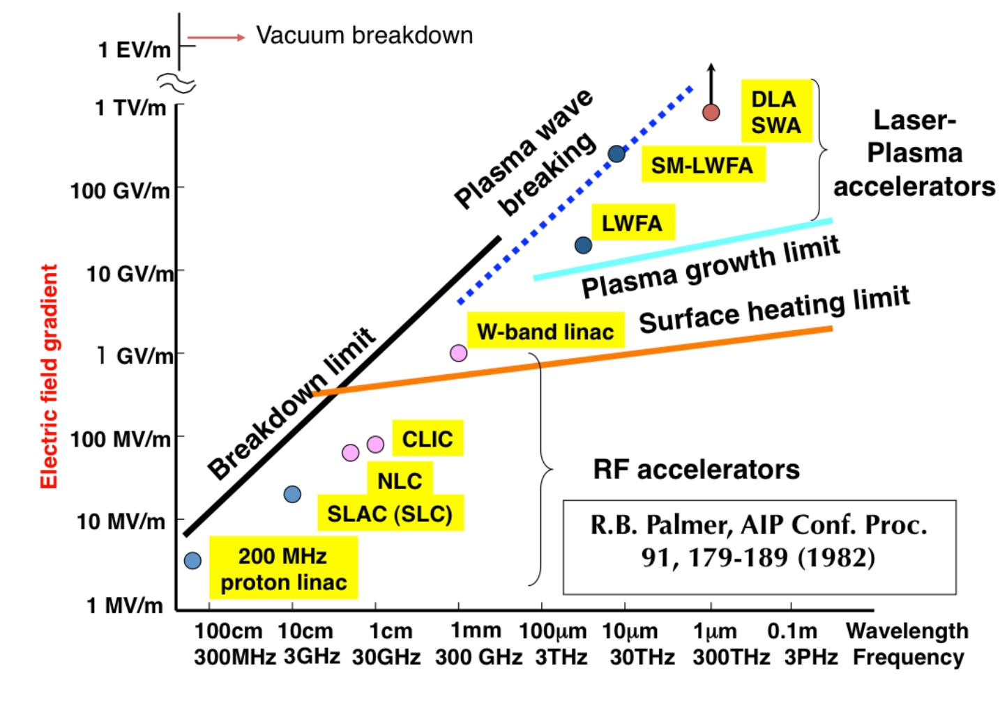 Vacuum breakdown
1 EV/m
1 TV/m
100 GV/m
10 GV/m
1 GV/m
100 MV/m
10 MV/m
1 MV/m
Electric field gradient
Plasma wave
breaking
DLA
SWA
SM-LWFA
LWFA
Laser-
Plasma
accelerators
Plasma growth limit
Surface heating limit
W-band linac
Breakdown limit
CLIC
NLC
SLAC (SLC)
200 MHz
proton linac
RF accelerators
R.B. Palmer, AIP Conf. Proc.
91, 179-189 (1982)
100cm 10cm 1cm 1mm 100μm 10μm 1μm 0.1m Wavelength
300MHz 3GHz 30GHz 300 GHz 3THz 30THz 300THz 3PHz Frequency